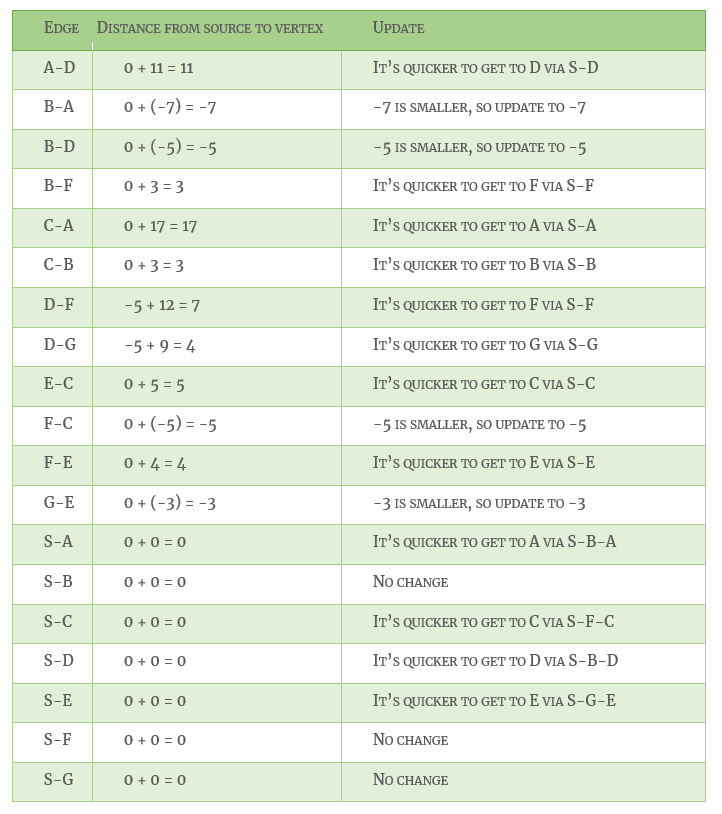 Edge Distance from source to vertex Update
A-D 0 + 11 = 11 It's quicker to get to D via S-D
B-A 0 + (-7) = -7 -7 is smaller, so update to -7
B-D 0 + (-5) = -5 -5 is smaller, so update to -5
B-F 0 + 3 = 3 It's quicker to get to F via S-F
C-A 0 + 17 = 17 It's quicker to get to A via S-A
C-B 0 + 3 = 3 It's quicker to get to B via S-B
D-F -5 + 12 = 7 It's quicker to get to F via S-F
D-G -5 + 9 = 4 It's quicker to get to G via S-G
E-C 0 + 5 = 5 It's quicker to get to C via S-C
F-C 0 + (-5) = -5 -5 is smaller, so update to -5
F-E 0 + 4 = 4 It's quicker to get to E via S-E
G-E 0 + (-3) = -3 -3 is smaller, so update to -3
S-A 0 + 0 = 0 It's quicker to get to A via S-B-A
S-B 0 + 0 = 0 No change
S-C 0 + 0 = 0 It's quicker to get to C via S-F-C
S-D 0 + 0 = 0 It's quicker to get to D via S-B-D
S-E 0 + 0 = 0 It's quicker to get to E via S-G-E
S-F 0 + 0 = 0 No change
S-G 0 + 0 = 0 No change